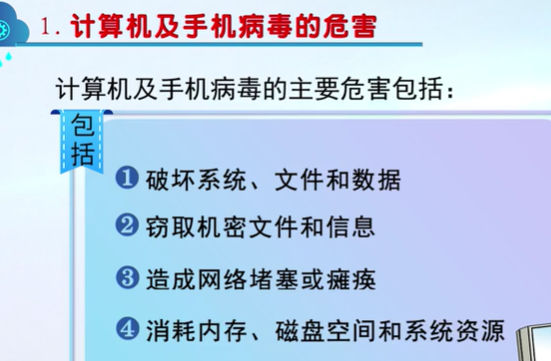 1. 计算机及手机病毒的危害
计算机及手机病毒的主要危害包括：
包括
❶ 破坏系统、文件和数据
❷ 窃取机密文件和信息
❸ 造成网络堵塞或瘫痪
❹ 消耗内存、磁盘空间和系统资源